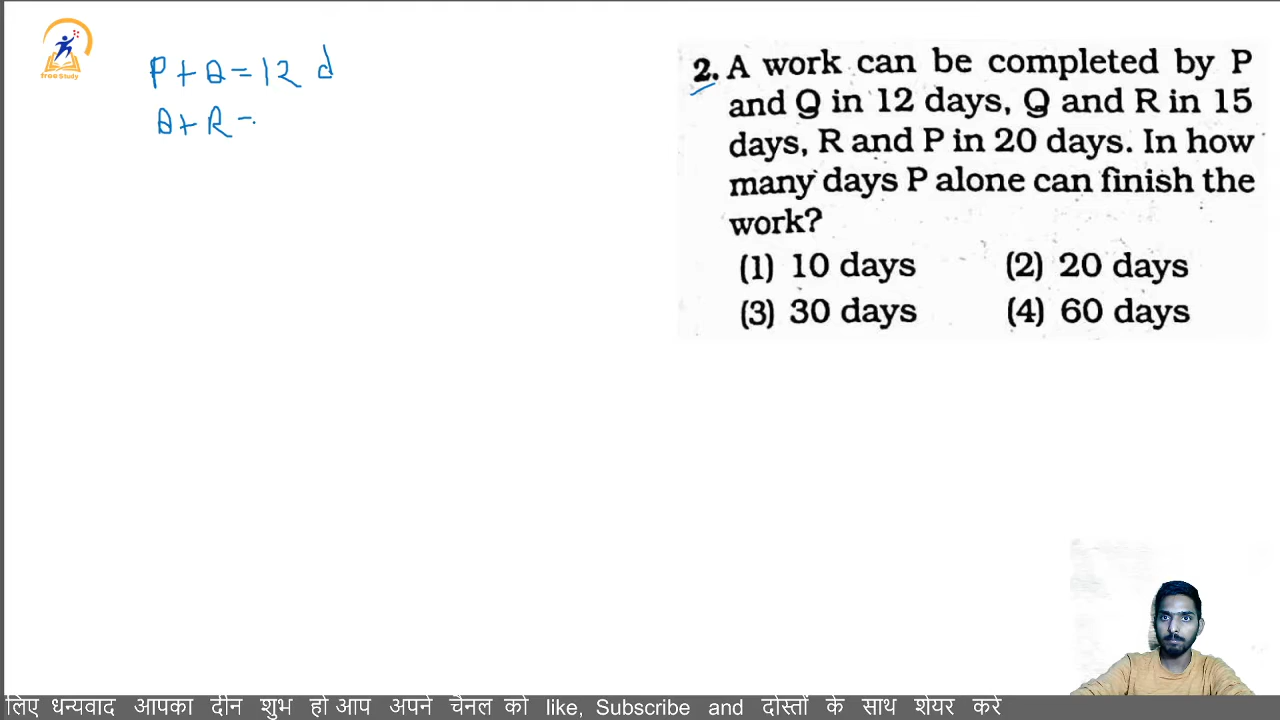 free Study
P + Q = 12 d
Q + R =
2. A work can be completed by P
and Q in 12 days, Q and R in 15
days, R and P in 20 days. In how
many days P alone can finish the
work?
(1) 10 days (2) 20 days
(3) 30 days (4) 60 days
लिए धन्यवाद आपका दीन शुभ हो आप अपने चैनल को like, Subscribe and दोस्तों के साथ शेयर करें